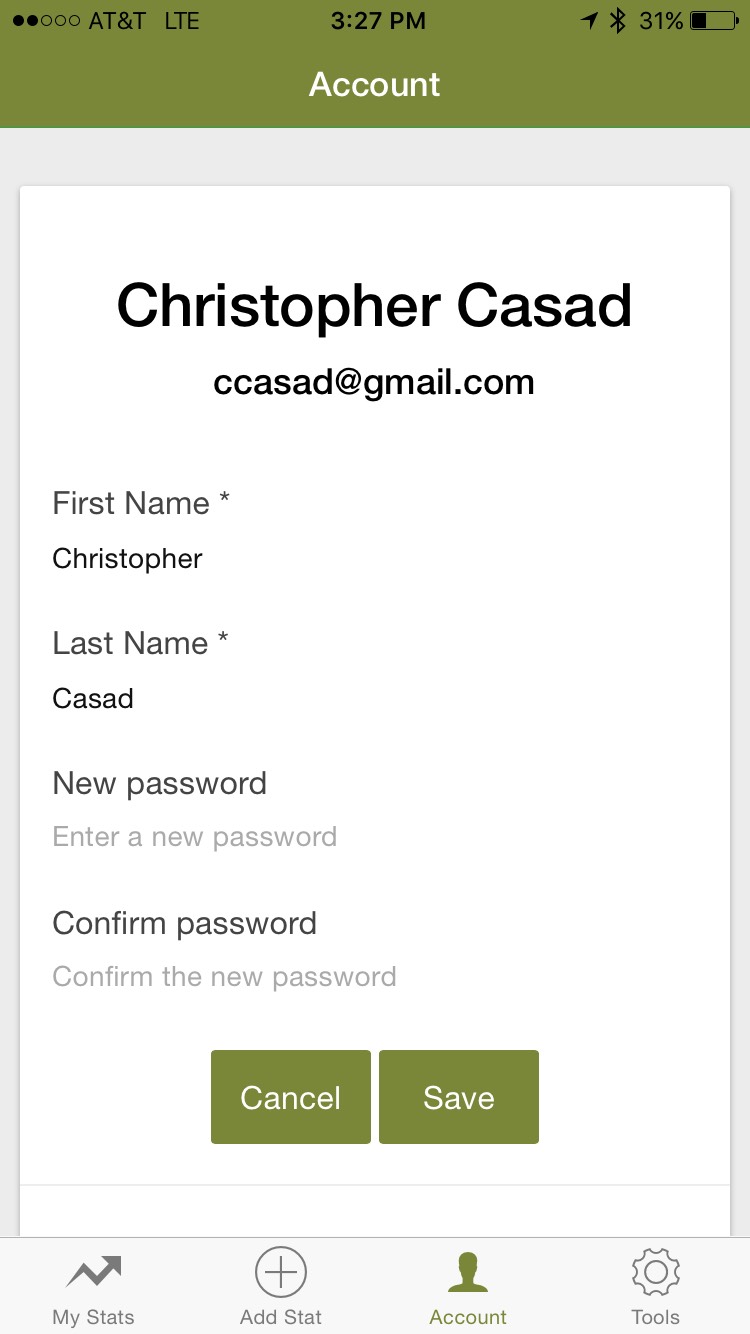 AT&T LTE 3:27 PM 31%
Account
Christopher Casad
ccasad@gmail.com
First Name *
Christopher
Last Name *
Casad
New password
Enter a new password
Confirm password
Confirm the new password
Cancel Save
My Stats Add Stat Account Tools